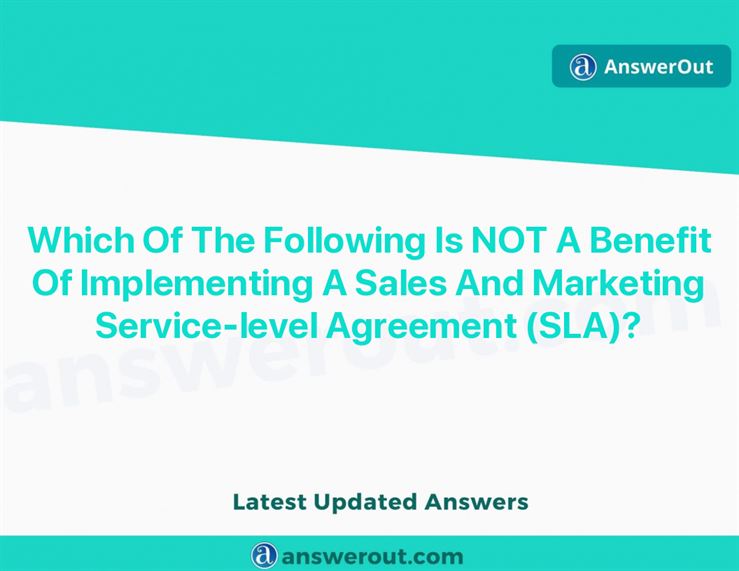 AnswerOut
Which Of The Following Is NOT A Benefit
Of Implementing A Sales And Marketing
Service-level Agreement (SLA)?
answerout.com
Latest Updated Answers
answerout.com